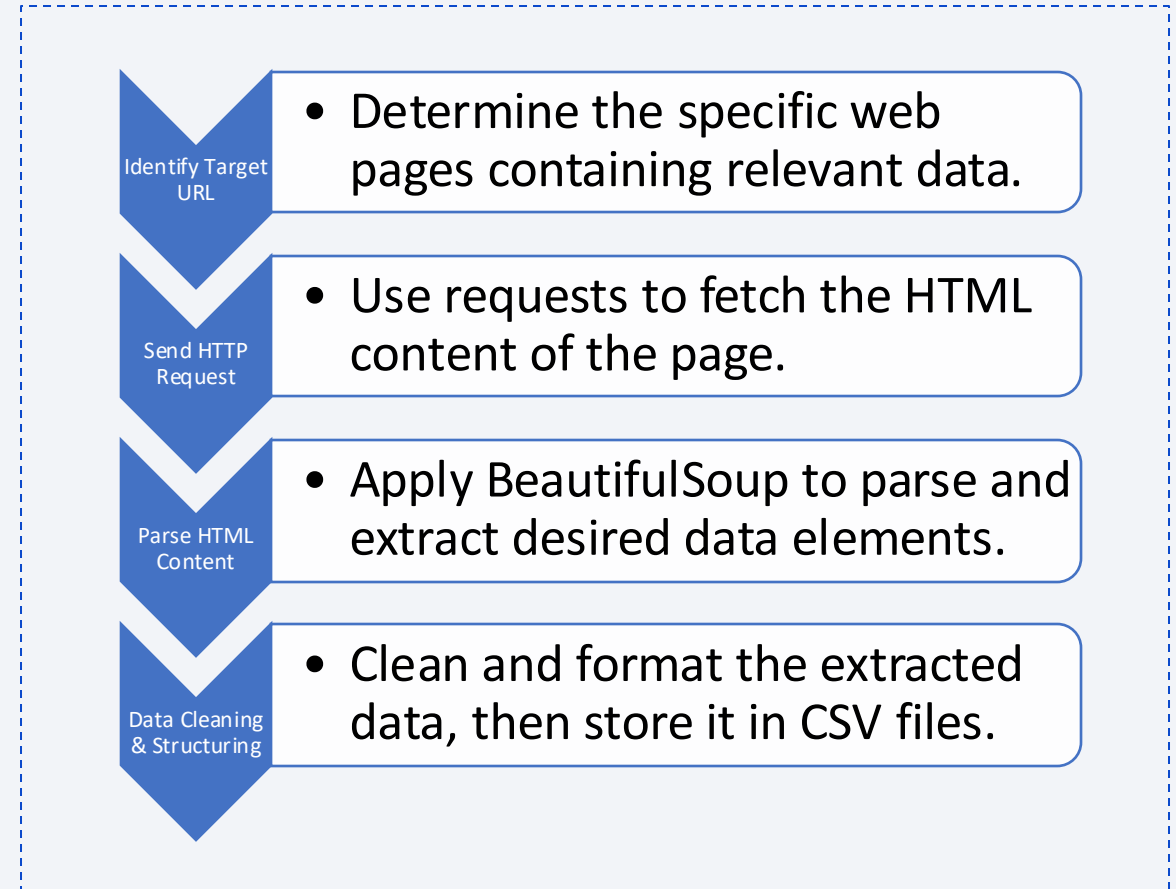 Identify Target
URL
• Determine the specific web
pages containing relevant data.
Send HTTP
Request
• Use requests to fetch the HTML
content of the page.
Parse HTML
Content
• Apply BeautifulSoup to parse and
extract desired data elements.
Data Cleaning
& Structuring
• Clean and format the extracted
data, then store it in CSV files.